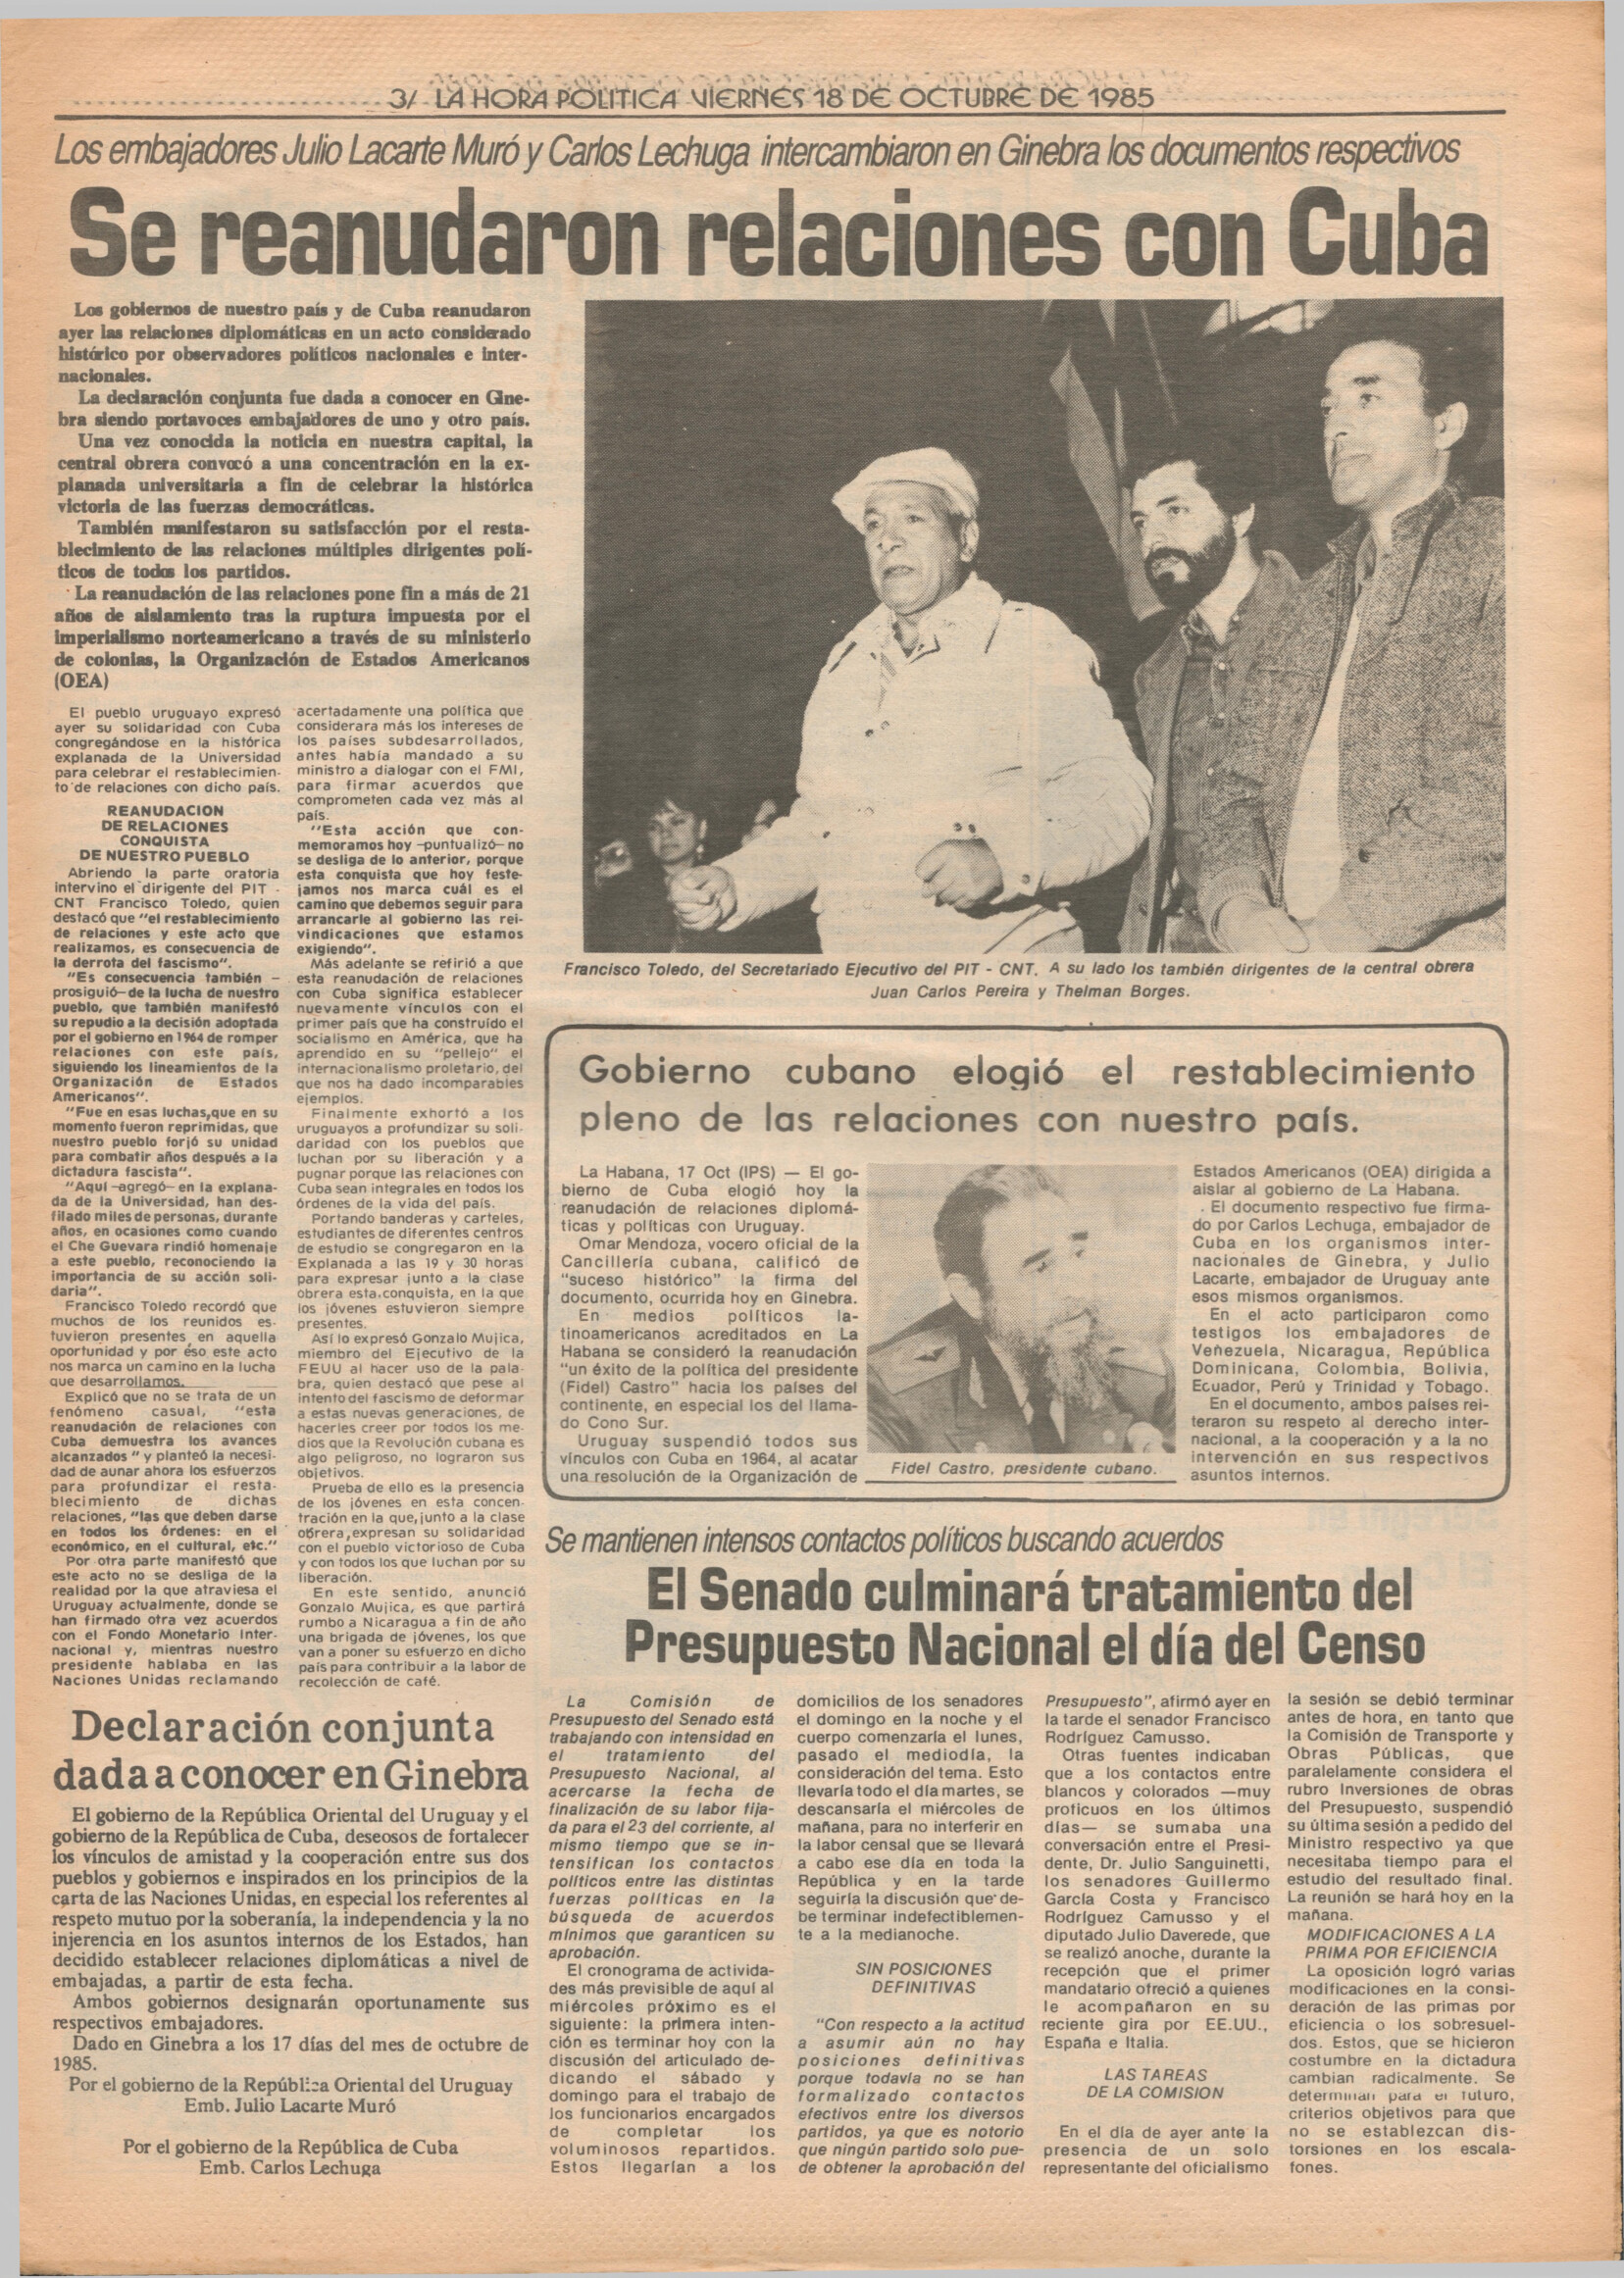 3/ LA HORA POLITICA VIERNES 18 DE OCTUBRE DE 1985
Los embajadores Julio Lacarte Muró y Carlos Lechuga intercambiaron en Ginebra los documentos respectivos
Se reanudaron relaciones con Cuba
Los gobiernos de nuestro país y de Cuba reanudaron
ayer las relaciones diplomáticas en un acto considerado
histórico por observadores políticos nacionales e inter-
nacionales.
La declaración conjunta fue dada a conocer en Gine-
bra siendo portavoces embajadores de uno y otro país.
Una vez conocida la noticia en nuestra capital, la
central obrera convocó a una concentración en la ex-
planada universitaria a fin de celebrar la histórica
victoria de las fuerzas democráticas.
También manifestaron su satisfacción por el resta-
blecimiento de las relaciones múltiples dirigentes polí-
ticos de todos los partidos.
La reanudación de las relaciones pone fin a más de 21
años de aislamiento tras la ruptura impuesta por el
imperialismo norteamericano a través de su ministerio
de colonias, la Organización de Estados Americanos
(OEA)
El pueblo uruguayo expresó
ayer su solidaridad con Cuba
congregándose en la histórica
explanada de la Universidad
para celebrar el restablecimien-
to de relaciones con dicho país.
REANUDACION
DE RELACIONES
CONQUISTA
DE NUESTRO PUEBLO
Abriendo la parte oratoria
intervino el dirigente del PIT -
CNT Francisco Toledo, quien
destacó que "el restablecimiento
de relaciones y este acto que
realizamos, es consecuencia de
la derrota del fascismo".
"Es consecuencia también —
prosiguió— de la lucha de nuestro
pueblo, que también manifestó
su repudio a la decisión adoptada
por el gobierno en 1964 de romper
relaciones con este país,
siguiendo los lineamientos de la
Organización de Estados
Americanos".
"Fue en esas luchas,que en su
momento fueron reprimidas, que
nuestro pueblo forjó su unidad
para combatir años después a la
dictadura fascista".
"Aquí —agregó— en la explana-
da de la Universidad, han des-
filado miles de personas, durante
años, en ocasiones como cuando
el Che Guevara rindió homenaje
a este pueblo, reconociendo la
importancia de su acción soli-
daria".
Francisco Toledo recordó que
muchos de los reunidos es-
tuvieron presentes en aquella
oportunidad y por éso este acto
nos marca un camino en la lucha
que desarrollamos.
Explicó que no se trata de un
fenómeno casual, "esta
reanudación de relaciones con
Cuba demuestra los avances
alcanzados " y planteó la necesi-
dad de aunar ahora los esfuerzos
para profundizar el resta-
blecimiento de dichas
relaciones, "las que deben darse
en todos los órdenes: en el
económico, en el cultural, etc."
Por otra parte manifestó que
este acto no se desliga de la
realidad por la que atraviesa el
Uruguay actualmente, donde se
han firmado otra vez acuerdos
con el Fondo Monetario Inter-
nacional y, mientras nuestro
presidente hablaba en las
Naciones Unidas reclamando
acertadamente una política que
considerara más los intereses de
los países subdesarrollados,
antes había mandado a su
ministro a dialogar con el FMI,
para firmar acuerdos que
comprometen cada vez más al
país.
"Esta acción que con-
memoramos hoy —puntualizó— no
se desliga de lo anterior, porque
esta conquista que hoy feste-
jamos nos marca cuál es el
camino que debemos seguir para
arrancarle al gobierno las rei-
vindicaciones que estamos
exigiendo".
Más adelante se refirió a que
esta reanudación de relaciones
con Cuba significa establecer
nuevamente vínculos con el
primer país que ha construído el
socialismo en América, que ha
aprendido en su "pellejo" el
internacionalismo proletario, del
que nos ha dado incomparables
ejemplos.
Finalmente exhortó a los
uruguayos a profundizar su soli-
daridad con los pueblos que
luchan por su liberación y a
pugnar porque las relaciones con
Cuba sean integrales en todos los
órdenes de la vida del país.
Portando banderas y carteles,
estudiantes de diferentes centros
de estudio se congregaron en la
Explanada a las 19 y 30 horas
para expresar junto a la clase
obrera esta conquista, en la que
los jóvenes estuvieron siempre
presentes.
Así lo expresó Gonzalo Mujica,
miembro del Ejecutivo de la
FEUU al hacer uso de la pala-
bra, quien destacó que pese al
intento del fascismo de deformar
a estas nuevas generaciones, de
hacerles creer por todos los me-
dios que la Revolución cubana es
algo peligroso, no lograron sus
objetivos.
Prueba de ello es la presencia
de los jóvenes en esta concen-
tración en la que, junto a la clase
obrera,expresan su solidaridad
con el pueblo victorioso de Cuba
y con todos los que luchan por su
liberación.
En este sentido, anunció
Gonzalo Mujica, es que partirá
rumbo a Nicaragua a fin de año
una brigada de jóvenes, los que
van a poner su esfuerzo en dicho
país para contribuir a la labor de
recolección de café.
Francisco Toledo, del Secretariado Ejecutivo del PIT - CNT. A su lado los también dirigentes de la central obrera
Juan Carlos Pereira y Thelman Borges.
Gobierno cubano elogió el restablecimiento
pleno de las relaciones con nuestro país.
La Habana, 17 Oct (IPS) — El go-
bierno de Cuba elogió hoy la
reanudación de relaciones diplomá-
ticas y políticas con Uruguay.
Omar Mendoza, vocero oficial de la
Cancillería cubana, calificó de
"suceso histórico" la firma del
documento, ocurrida hoy en Ginebra.
En medios políticos la-
tinoamericanos acreditados en La
Habana se consideró la reanudación
"un éxito de la política del presidente
(Fidel) Castro" hacia los países del
continente, en especial los del llama-
do Cono Sur.
Uruguay suspendió todos sus
vínculos con Cuba en 1964, al acatar
una resolución de la Organización de
Fidel Castro, presidente cubano.
Estados Americanos (OEA) dirigida a
aislar al gobierno de La Habana.
El documento respectivo fue firma-
do por Carlos Lechuga, embajador de
Cuba en los organismos inter-
nacionales de Ginebra, y Julio
Lacarte, embajador de Uruguay ante
esos mismos organismos.
En el acto participaron como
testigos los embajadores de
Veñezuela, Nicaragua, República
Dominicana, Colombia, Bolivia,
Ecuador, Perú y Trinidad y Tobago.
En el documento, ambos países rei-
teraron su respeto al derecho inter-
nacional, a la cooperación y a la no
intervención en sus respectivos
asuntos internos.
Declaración conjunta
dada a conocer en Ginebra
El gobierno de la República Oriental del Uruguay y el
gobierno de la República de Cuba, deseosos de fortalecer
los vínculos de amistad y la cooperación entre sus dos
pueblos y gobiernos e inspirados en los principios de la
carta de las Naciones Unidas, en especial los referentes al
respeto mutuo por la soberanía, la independencia y la no
injerencia en los asuntos internos de los Estados, han
decidido establecer relaciones diplomáticas a nivel de
embajadas, a partir de esta fecha.
Ambos gobiernos designarán oportunamente sus
respectivos embajadores.
Dado en Ginebra a los 17 días del mes de octubre de
1985.
Por el gobierno de la República Oriental del Uruguay
Emb. Julio Lacarte Muró
Por el gobierno de la República de Cuba
Emb. Carlos Lechuga
Se mantienen intensos contactos políticos buscando acuerdos
El Senado culminará tratamiento del
Presupuesto Nacional el día del Censo
La Comisión de
Presupuesto del Senado está
trabajando con intensidad en
el tratamiento del
Presupuesto Nacional, al
acercarse la fecha de
finalización de su labor fija-
da para el 23 del corriente, al
mismo tiempo que se in-
tensifican los contactos
políticos entre las distintas
fuerzas políticas en la
búsqueda de acuerdos
mínimos que garanticen su
aprobación.
El cronograma de activida-
des más previsible de aquí al
miércoles próximo es el
siguiente: la primera inten-
ción es terminar hoy con la
discusión del articulado de-
dicando el sábado y
domingo para el trabajo de
los funcionarios encargados
de completar los
voluminosos repartidos.
Estos llegarían a los
domicilios de los senadores
el domingo en la noche y el
cuerpo comenzaría el lunes,
pasado el mediodía, la
consideración del tema. Esto
llevaría todo el día martes, se
descansaría el miércoles de
mañana, para no interferir en
la labor censal que se llevará
a cabo ese día en toda la
República y en la tarde
seguiría la discusión que de-
be terminar indefectiblemen-
te a la medianoche.
SIN POSICIONES
DEFINITIVAS
"Con respecto a la actitud
a asumir aún no hay
posiciones definitivas
porque todavía no se han
formalizado contactos
efectivos entre los diversos
partidos, ya que es notorio
que ningún partido solo pue-
de obtener la aprobación del
Presupuesto", afirmó ayer en
la tarde el senador Francisco
Rodríguez Camusso.
Otras fuentes indicaban
que a los contactos entre
blancos y colorados —muy
proficuos en los últimos
días— se sumaba una
conversación entre el Presi-
dente, Dr. Julio Sanguinetti,
los senadores Guillermo
García Costa y Francisco
Rodríguez Camusso y el
diputado Julio Daverede, que
se realizó anoche, durante la
recepción que el primer
mandatario ofreció a quienes
le acompañaron en su
reciente gira por EE.UU.,
España e Italia.
LAS TAREAS
DE LA COMISION
En el día de ayer ante la
presencia de un solo
representante del oficialismo
la sesión se debió terminar
antes de hora, en tanto que
la Comisión de Transporte y
Obras Públicas, que
paralelamente considera el
rubro Inversiones de obras
del Presupuesto, suspendió
su última sesión a pedido del
Ministro respectivo ya que
necesitaba tiempo para el
estudio del resultado final.
La reunión se hará hoy en la
mañana.
MODIFICACIONES A LA
PRIMA POR EFICIENCIA
La oposición logró varias
modificaciones en la consi-
deración de las primas por
eficiencia o los sobresuel-
dos. Estos, que se hicieron
costumbre en la dictadura
cambian radicalmente. Se
determinan para el futuro,
criterios objetivos para que
no se establezcan dis-
torsiones en los escala-
fones.